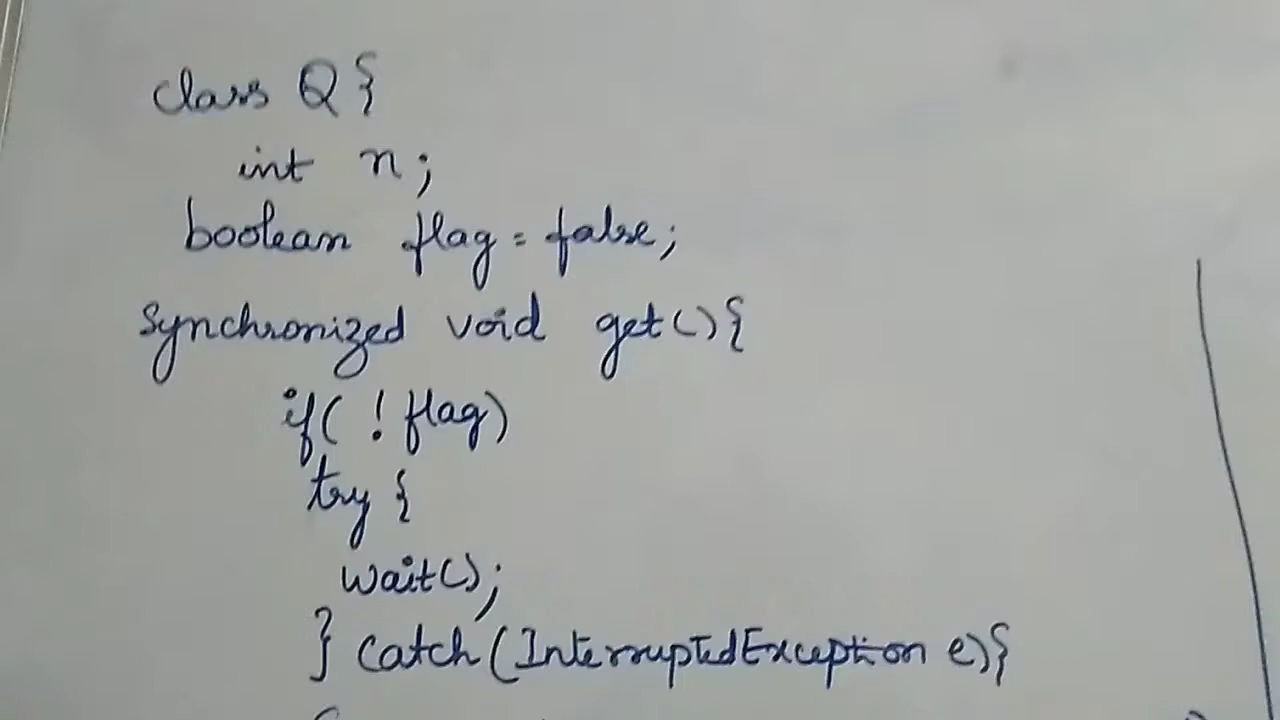 class Q{
int n;
boolean flag = false;
synchronized void get(){
if( ! flag)
try {
wait();
} catch(InterruptedException e){